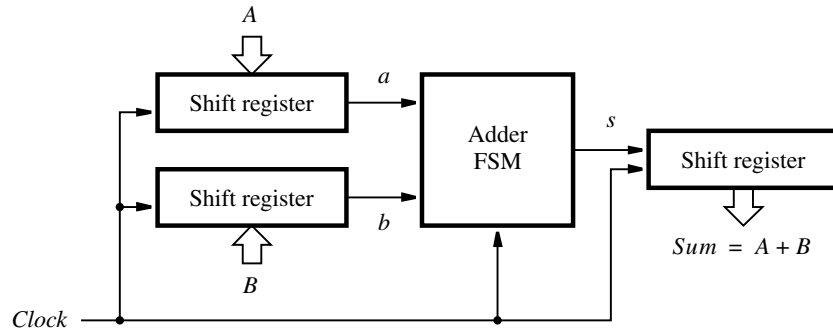 A
Shift register
a
Adder
FSM
s
Shift register
Shift register
b
B
Sum = A + B
Clock